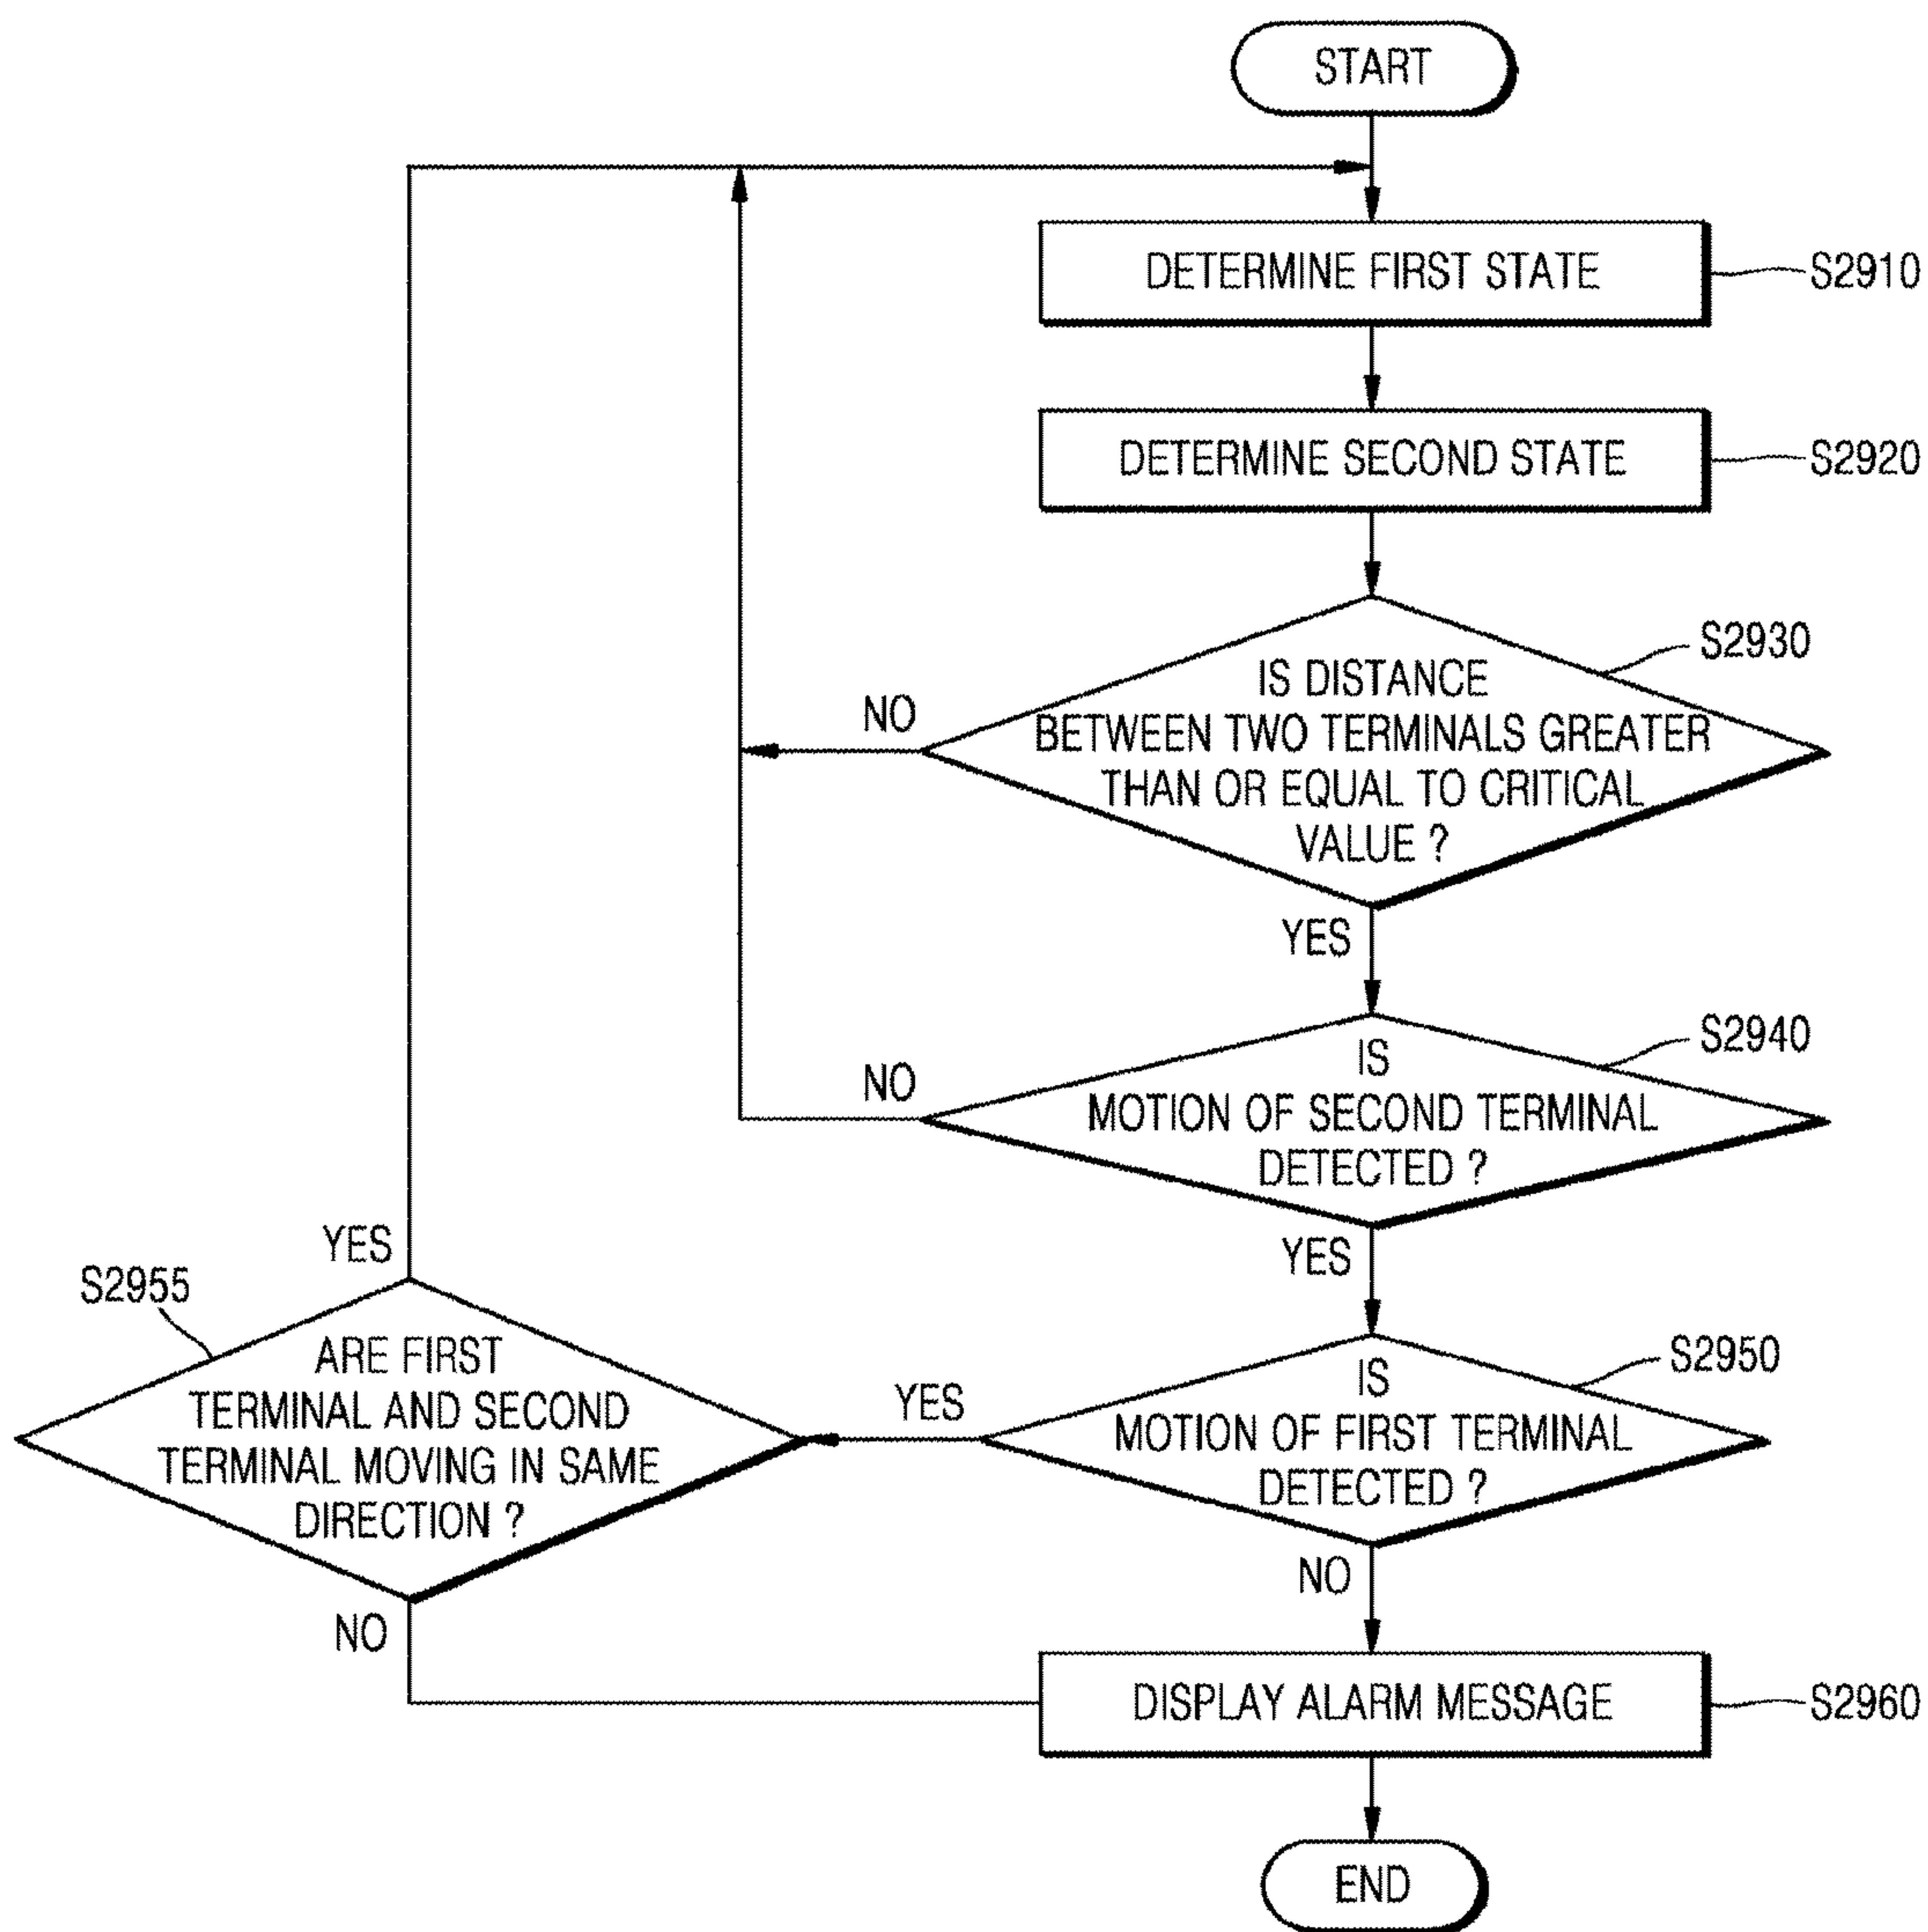 START
DETERMINE FIRST STATE
S2910
DETERMINE SECOND STATE
S2920
S2930
IS DISTANCE
BETWEEN TWO TERMINALS GREATER
THAN OR EQUAL TO CRITICAL
VALUE ?
NO
YES
S2940
IS
MOTION OF SECOND TERMINAL
DETECTED ?
NO
YES
S2950
IS
MOTION OF FIRST TERMINAL
DETECTED ?
YES
NO
S2955
ARE FIRST
TERMINAL AND SECOND
TERMINAL MOVING IN SAME
DIRECTION ?
YES
NO
DISPLAY ALARM MESSAGE
S2960
END